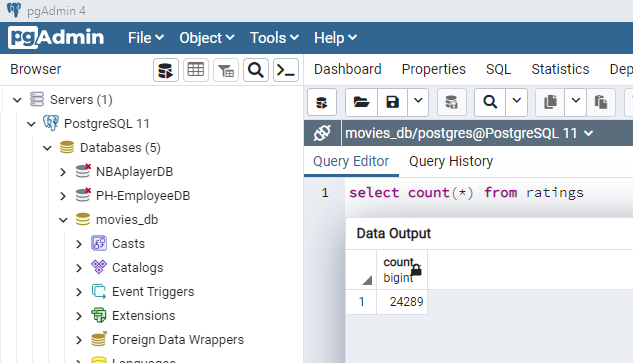 pgAdmin 4
pgAdmin File Object Tools Help
Browser
Dashboard Properties SQL Statistics Dep
Servers (1)
PostgreSQL 11
Databases (5)
NBAplayerDB
PH-EmployeeDB
movies_db
Casts
Catalogs
Event Triggers
Extensions
Foreign Data Wrappers
Languages
movies_db/postgres@PostgreSQL 11
Query Editor Query History
1 select count(*) from ratings
Data Output
count
bigint
1 24289